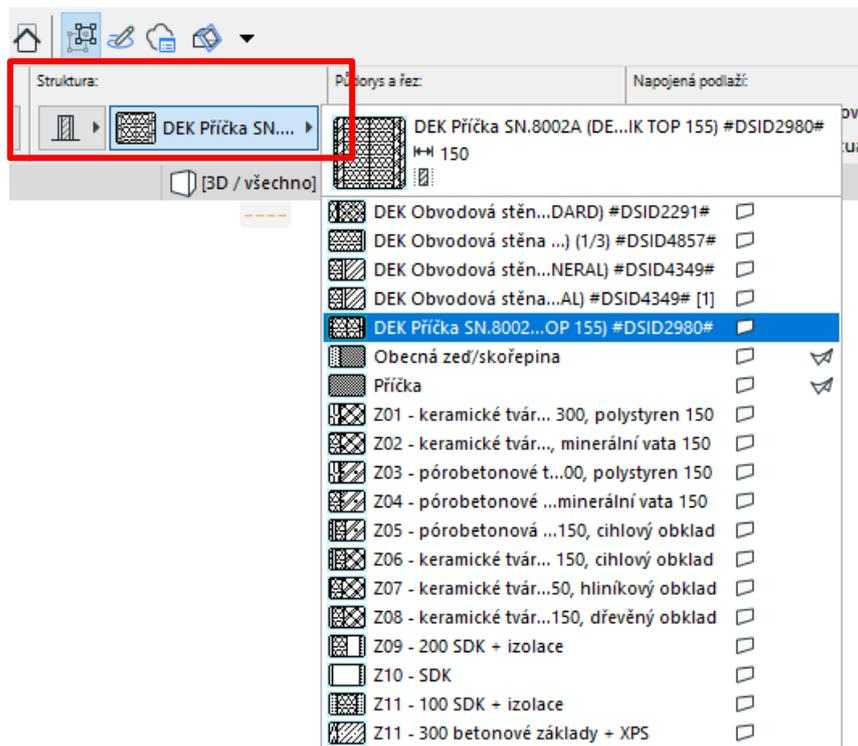 Struktura:
Půdorys a řez:
Napojená podlaží:
DEK Příčka SN....
DEK Příčka SN.8002A (DE...IK TOP 155) #DSID2980#
150
[3D / všechno]
DEK Obvodová stěn...DARD) #DSID2291#
DEK Obvodová stěna ...) (1/3) #DSID4857#
DEK Obvodová stěn...NERAL) #DSID4349#
DEK Obvodová stěna...AL) #DSID4349# [1]
DEK Příčka SN.8002...OP 155) #DSID2980#
Obecná zeď/skořepina
Příčka
Z01 - keramické tvár... 300, polystyren 150
Z02 - keramické tvár..., minerální vata 150
Z03 - pórobetonové t...00, polystyren 150
Z04 - pórobetonové ...minerální vata 150
Z05 - pórobetonová ...150, cihlový obklad
Z06 - keramické tvár... 150, cihlový obklad
Z07 - keramické tvár...50, hliníkový obklad
Z08 - keramické tvár...150, dřevěný obklad
Z09 - 200 SDK + izolace
Z10 - SDK
Z11 - 100 SDK + izolace
Z11 - 300 betonové základy + XPS